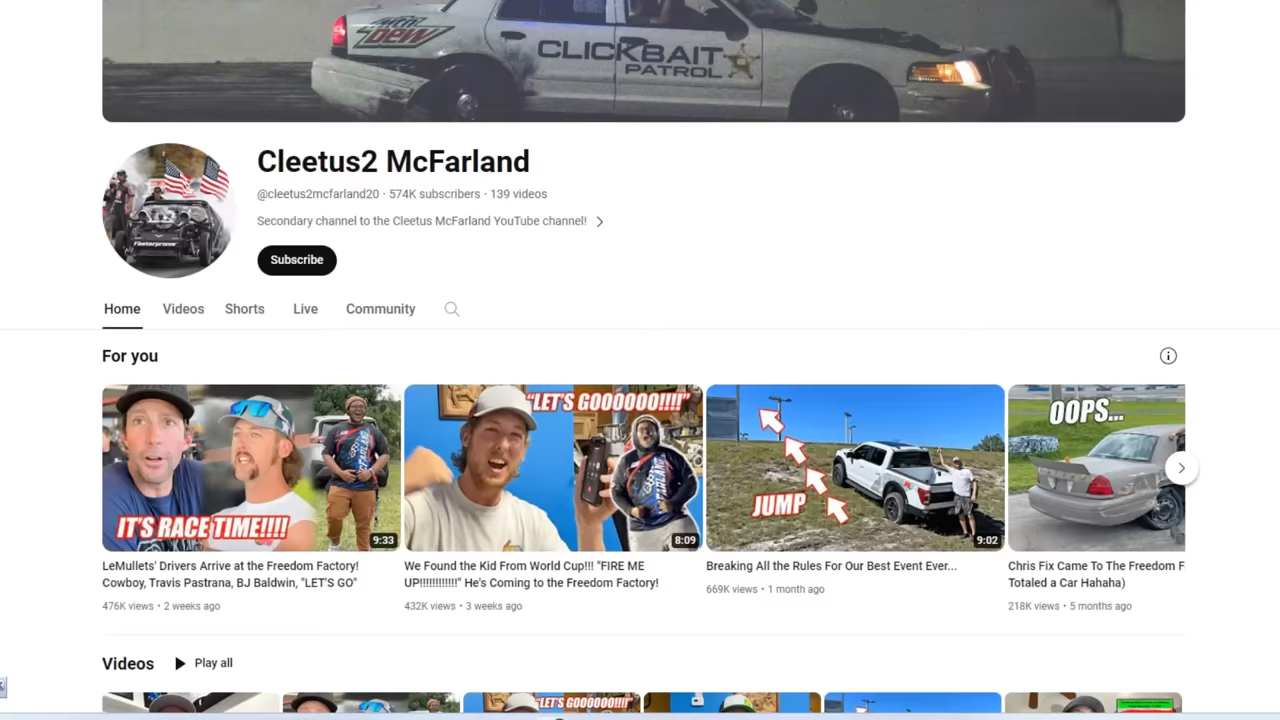 Mtn DEW
CLICKBAIT
PATROL
Cleetus2 McFarland
@cleetus2mcfarland20 · 574K subscribers · 139 videos
Secondary channel to the Cleetus McFarland YouTube channel!
Subscribe
Home Videos Shorts Live Community
For you
IT'S RACE TIME!!!!
9:33
"LET'S GOOOOOO!!!!"
8:09
JUMP
9:02
OOPS...
LeMullets' Drivers Arrive at the Freedom Factory!
Cowboy, Travis Pastrana, BJ Baldwin, "LET'S GO"
476K views • 2 weeks ago
We Found the Kid From World Cup!!! "FIRE ME
UP!!!!!!!!!!!!" He's Coming to the Freedom Factory!
432K views • 3 weeks ago
Breaking All the Rules For Our Best Event Ever...
669K views • 1 month ago
Chris Fix Came To The Freedom F
Totaled a Car Hahaha)
218K views • 5 months ago
Videos Play all
"LET'S GOOOOOO!!!!"